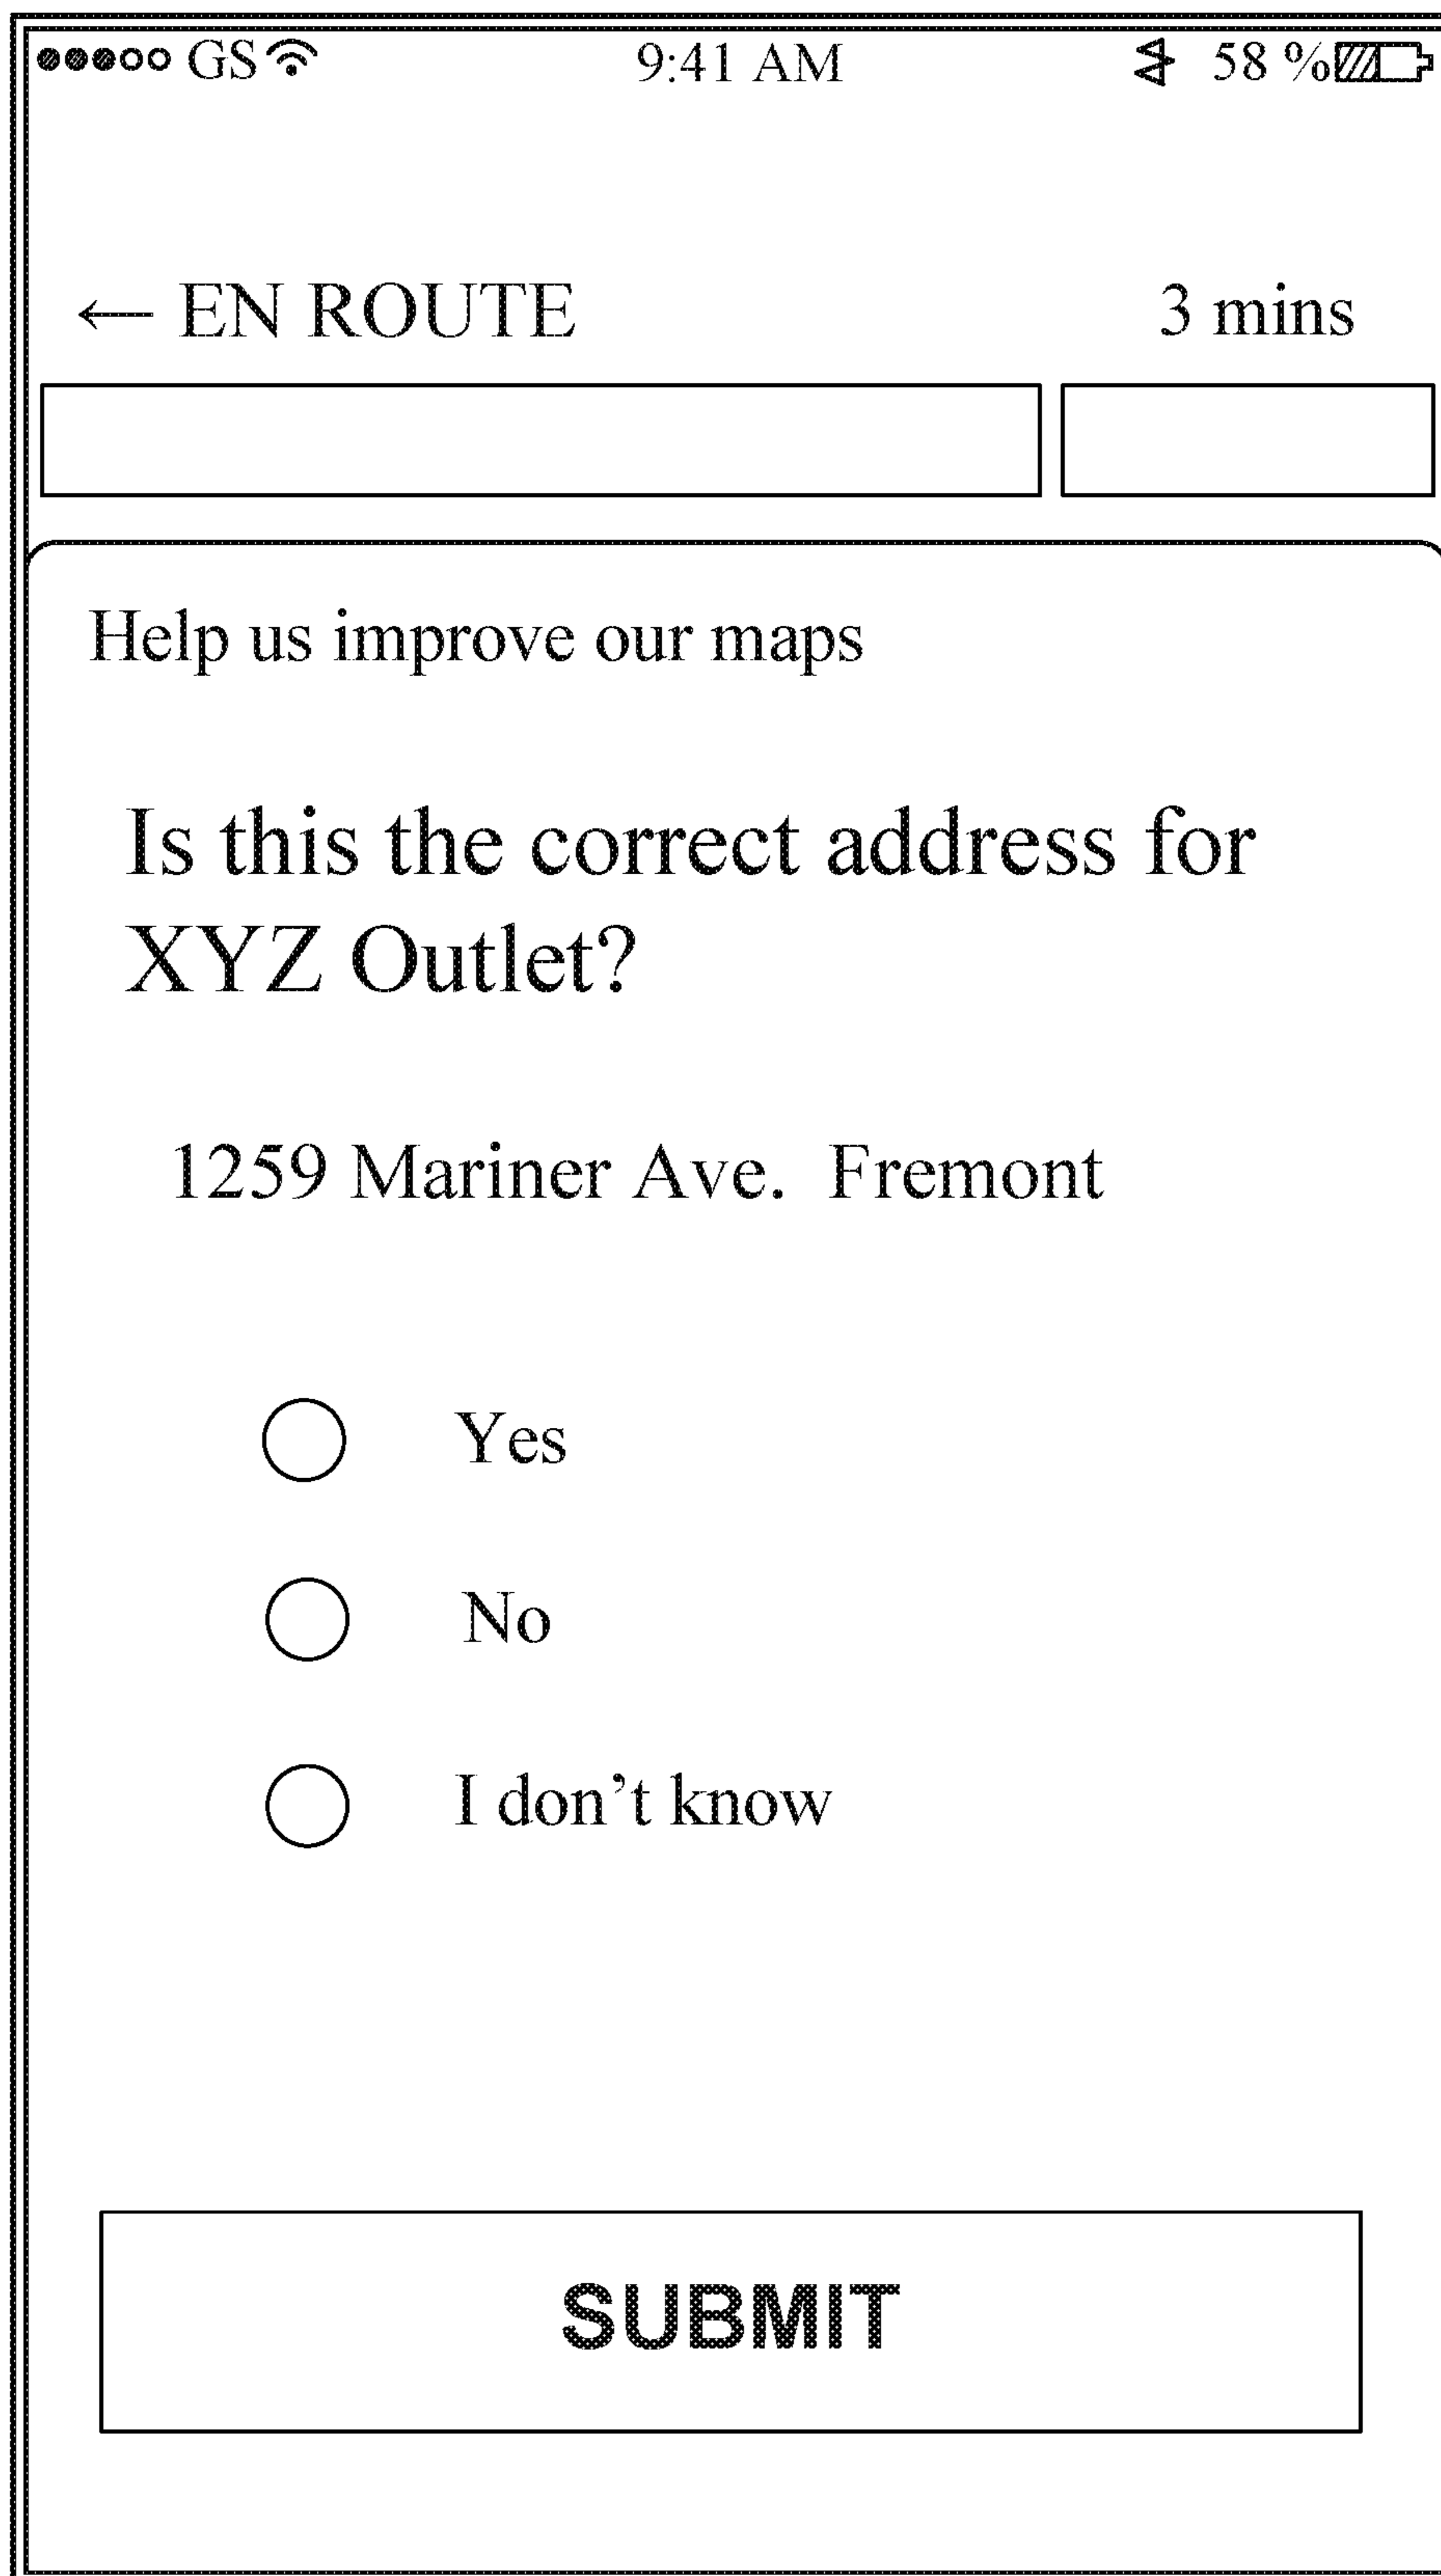 GS 9:41 AM 58 %
← EN ROUTE 3 mins
Help us improve our maps
Is this the correct address for
XYZ Outlet?
1259 Mariner Ave. Fremont
Yes
No
I don’t know
SUBMIT